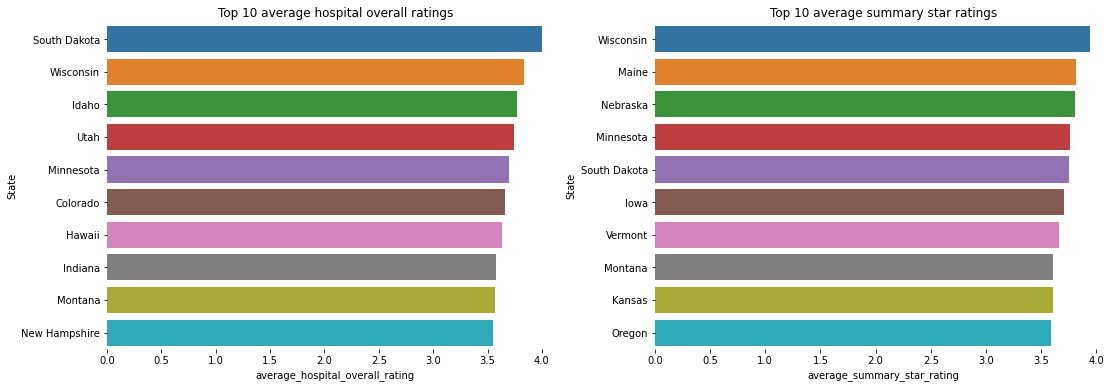 Top 10 average hospital overall ratings
State
South Dakota
Wisconsin
Idaho
Utah
Minnesota
Colorado
Hawaii
Indiana
Montana
New Hampshire
0.0 0.5 1.0 1.5 2.0 2.5 3.0 3.5 4.0
average_hospital_overall_rating
Top 10 average summary star ratings
State
Wisconsin
Maine
Nebraska
Minnesota
South Dakota
Iowa
Vermont
Montana
Kansas
Oregon
0.0 0.5 1.0 1.5 2.0 2.5 3.0 3.5 4.0
average_summary_star_rating